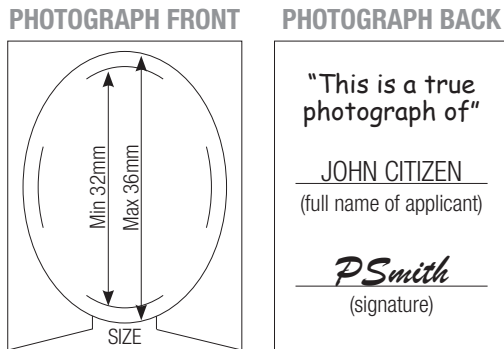 PHOTOGRAPH FRONT
Min 32mm
Max 36mm
SIZE
PHOTOGRAPH BACK
“This is a true
photograph of”
JOHN CITIZEN
(full name of applicant)
PSmith
(signature)